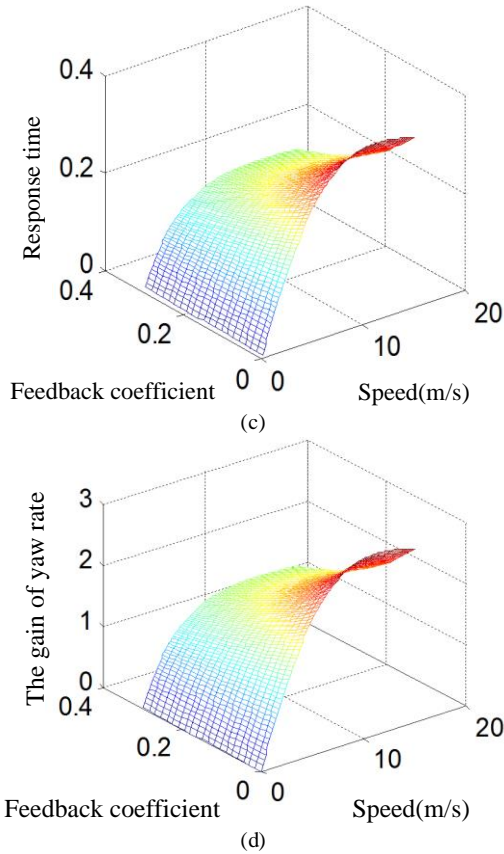 0.4
Response time
0.2
0
0.4
20
0.2
10
0 0
Feedback coefficient
Speed(m/s)
(c)
3
The gain of yaw rate
2
1
0
0.4
20
0.2
10
0 0
Feedback coefficient
Speed(m/s)
(d)